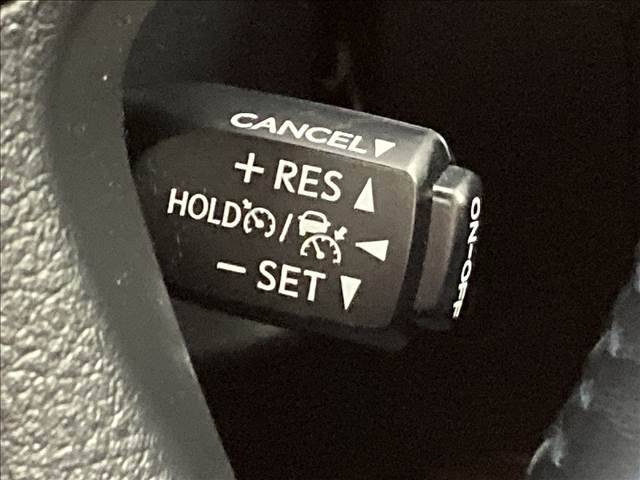 CANCEL▼
+ RES ▲
HOLD / ◀
− SET ▼
ON-OFF